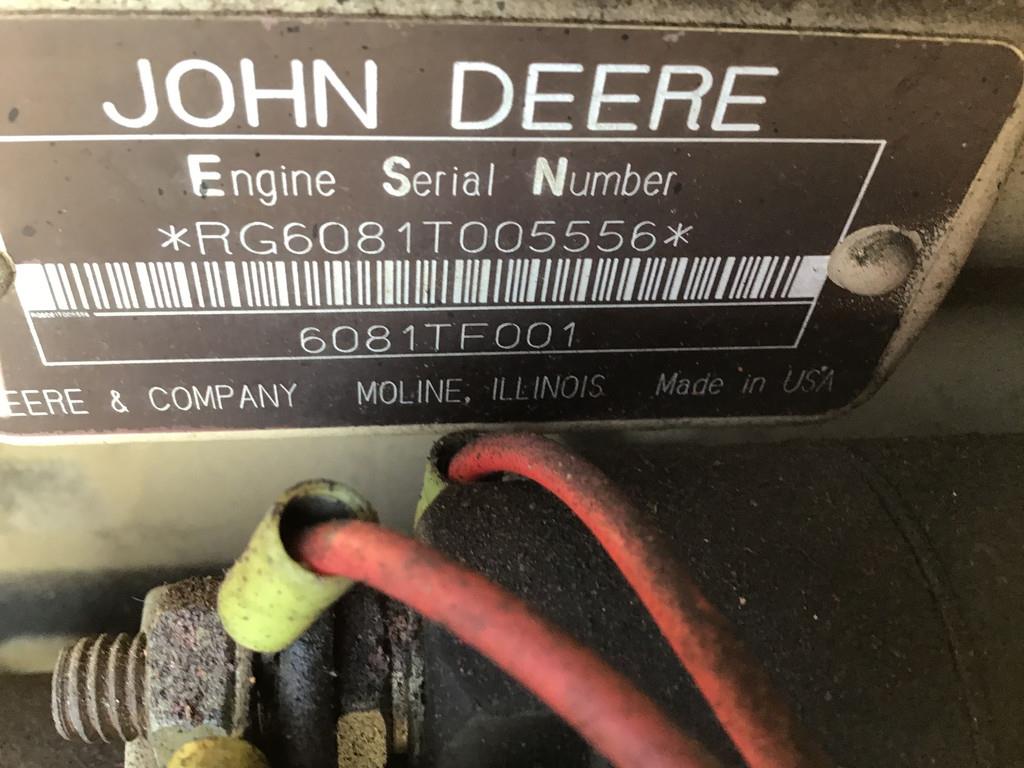 JOHN DEERE
Engine Serial Number
*RG6081T005556*
6081TF001
EERE & COMPANY MOLINE, ILLINOIS Made in USA